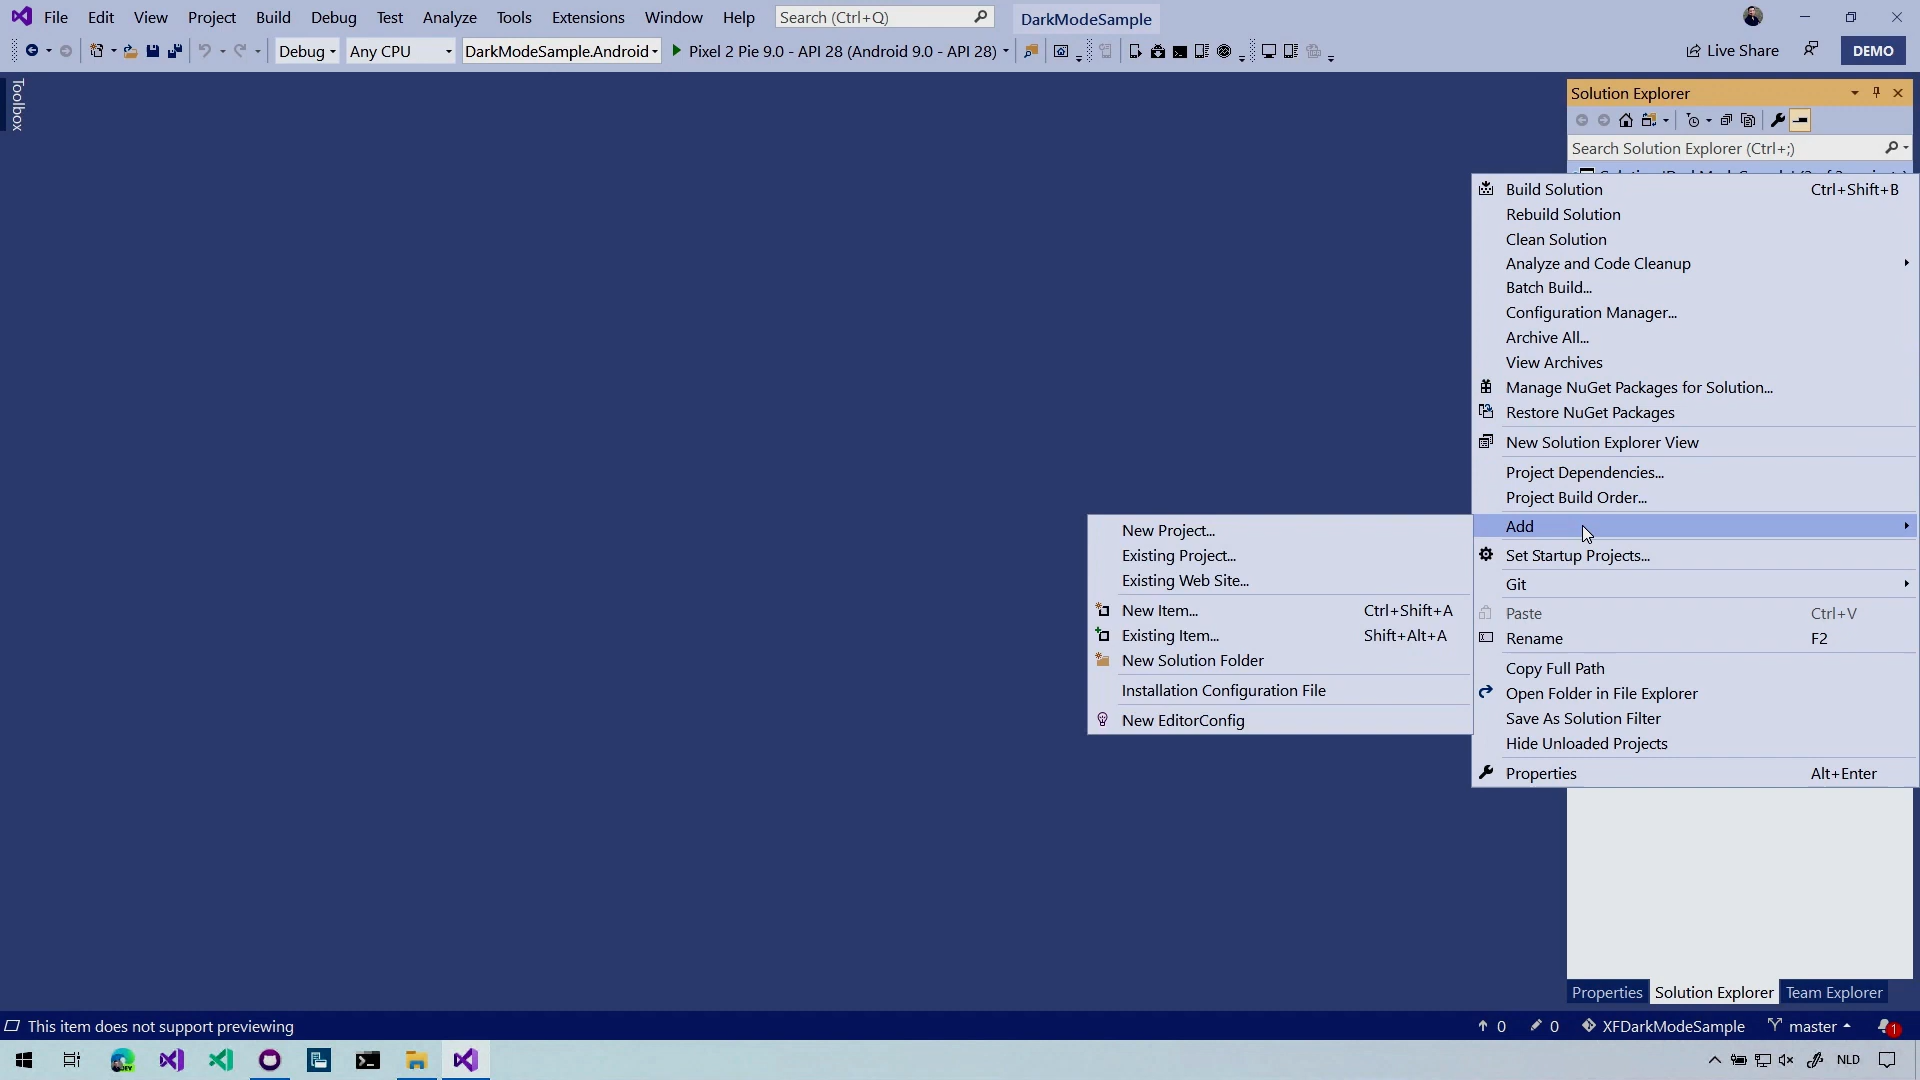 File Edit View Project Build Debug Test Analyze Tools Extensions Window Help Search (Ctrl+Q) DarkModeSample
Debug Any CPU DarkModeSample.Android Pixel 2 Pie 9.0 - API 28 (Android 9.0 - API 28) Live Share DEMO
Toolbox
Solution Explorer
Search Solution Explorer (Ctrl+;)
Build Solution Ctrl+Shift+B
Rebuild Solution
Clean Solution
Analyze and Code Cleanup
Batch Build...
Configuration Manager...
Archive All...
View Archives
Manage NuGet Packages for Solution...
Restore NuGet Packages
New Solution Explorer View
Project Dependencies...
Project Build Order...
Add
Set Startup Projects...
Git
Paste Ctrl+V
Rename F2
Copy Full Path
Open Folder in File Explorer
Save As Solution Filter
Hide Unloaded Projects
Properties Alt+Enter
New Project...
Existing Project...
Existing Web Site...
New Item... Ctrl+Shift+A
Existing Item... Shift+Alt+A
New Solution Folder
Installation Configuration File
New EditorConfig
Properties Solution Explorer Team Explorer
This item does not support previewing 0 0 XFDarkModeSample master 1
NLD